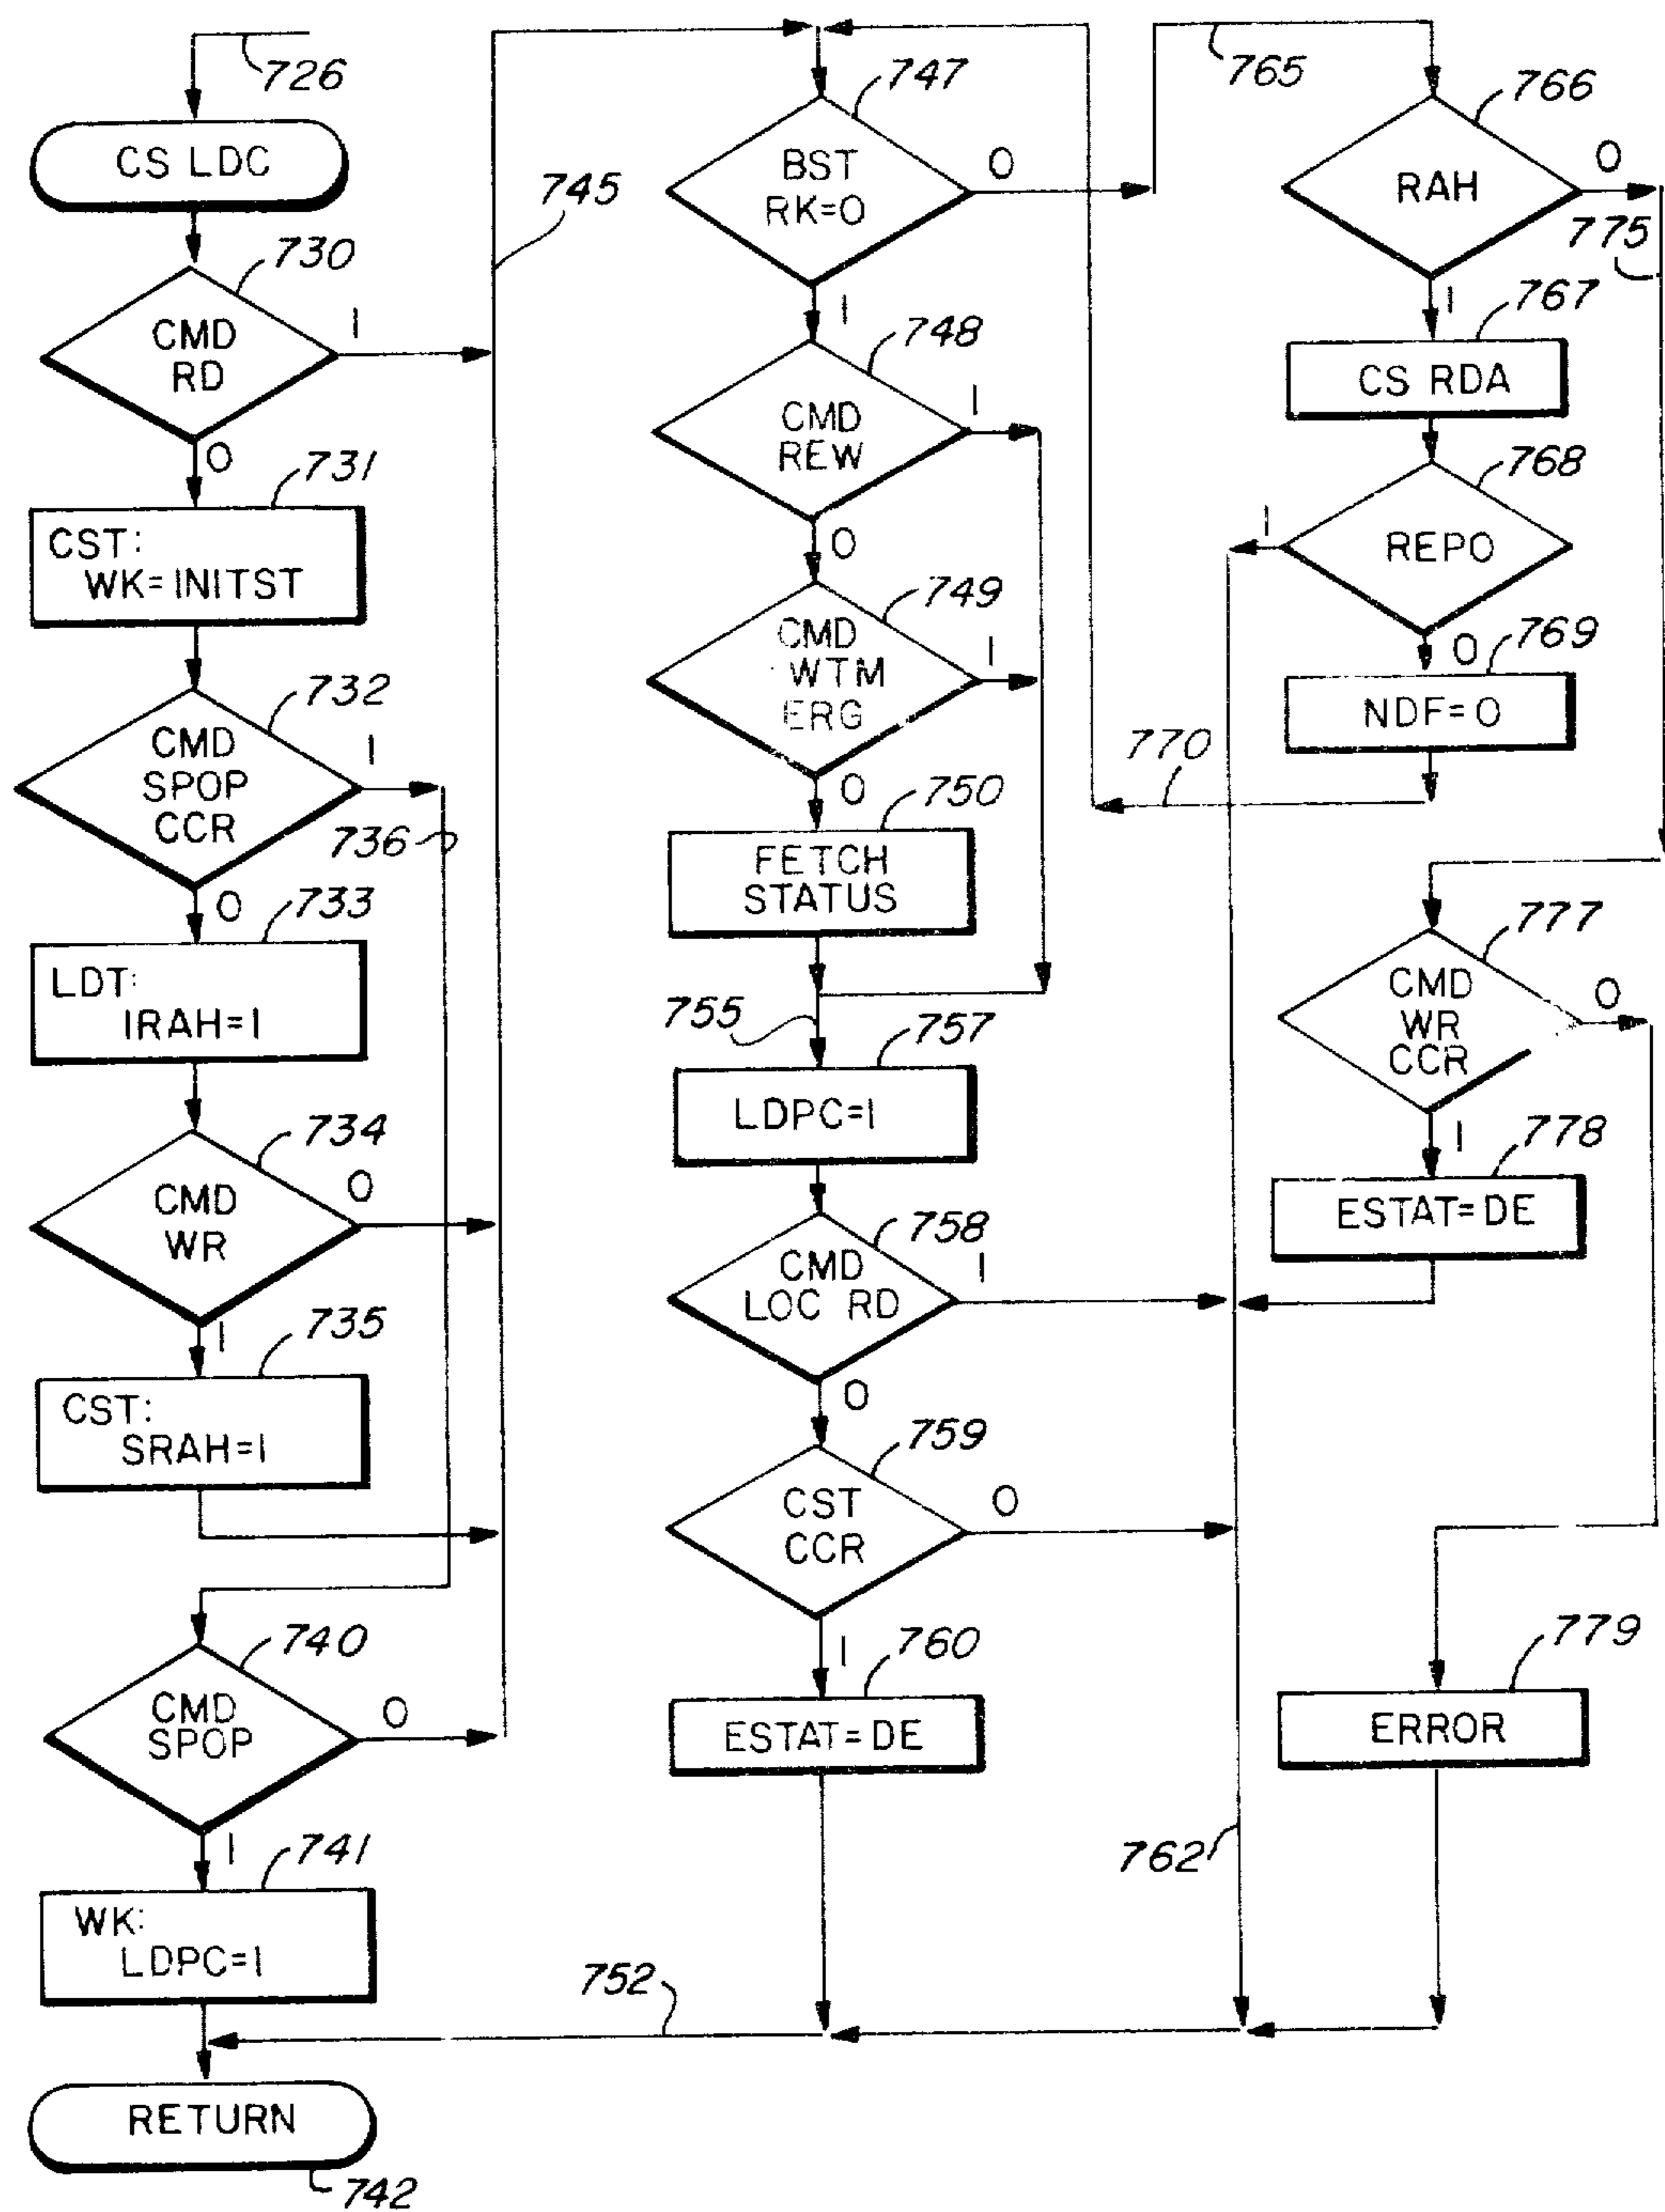 726
CS LDC
730
CMD
RD
1
0
731
CST:
WK=INITST
732
CMD
SPOP
CCR
1
736
0
733
LDT:
IRAH=1
734
CMD
WR
0
1
735
CST:
SRAH=1
740
CMD
SPOP
0
1
741
WK:
LDPC=1
RETURN
742
745
747
BST
RK=0
0
1
748
CMD
REW
1
0
749
CMD
WTM
ERG
1
0
750
FETCH
STATUS
755
757
LDPC=1
758
CMD
LOC RD
1
0
759
CST
CCR
0
1
760
ESTAT=DE
752
762
765
766
RAH
0
775
1
767
CS RDA
768
REPO
1
0
769
NDF=0
770
777
CMD
WR
CCR
0
1
778
ESTAT=DE
779
ERROR